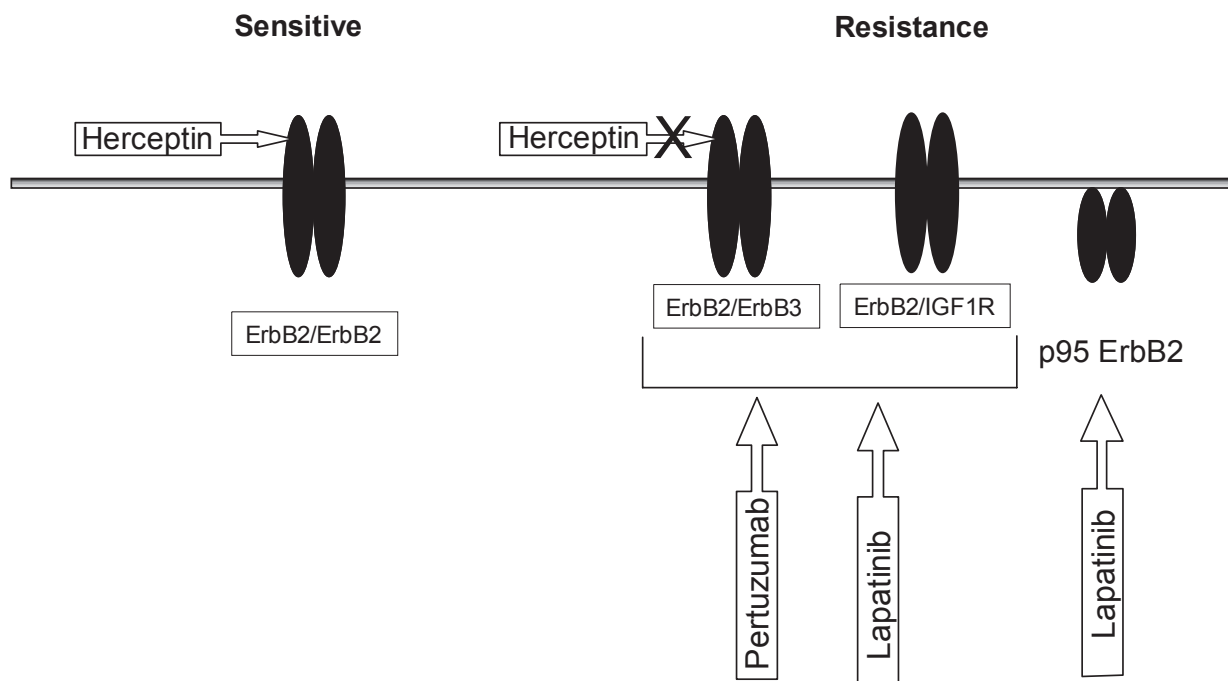 Sensitive
Resistance
Herceptin
Herceptin
X
ErbB2/ErbB2
ErbB2/ErbB3
ErbB2/IGF1R
p95 ErbB2
Pertuzumab
Lapatinib
Lapatinib